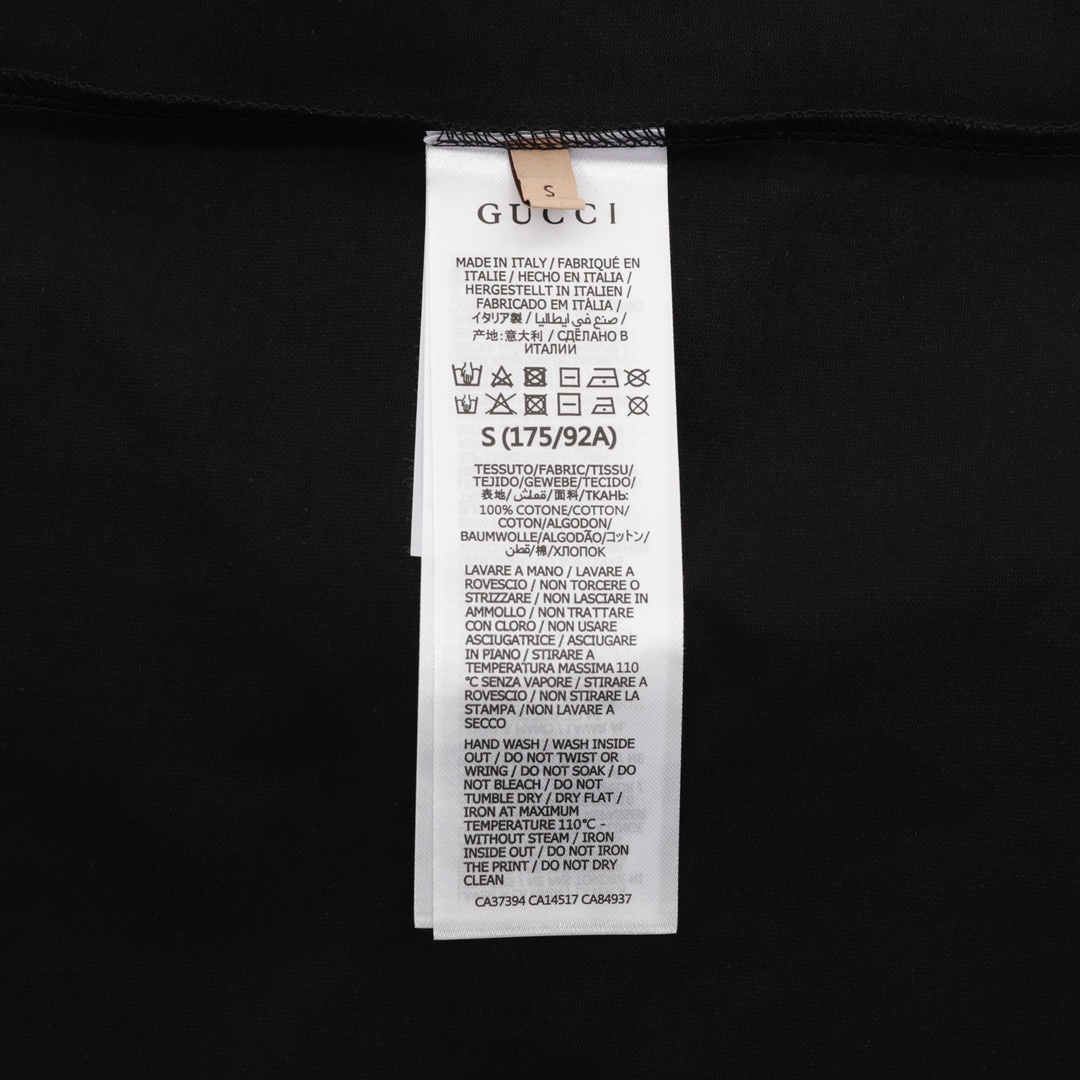 S
GUCCI
MADE IN ITALY / FABRIQUÉ EN
ITALIE / HECHO EN ITALIA /
HERGESTELLT IN ITALIEN /
FABRICADO EM ITÁLIA /
イタリア製 / صنع في ايطاليا /
产地:意大利 / СДЕЛАНО В
ИТАЛИИ
S (175/92A)
TESSUTO/FABRIC/TISSU/
TEJIDO/GEWEBE/TECIDO/
表地/قماش/面料/ТКАНЬ:
100% COTONE/COTTON/
COTON/ALGODON/
BAUMWOLLE/ALGODÃO/コットン/
قطن/棉/ХЛОПОК
LAVARE A MANO / LAVARE A
ROVESCIO / NON TORCERE O
STRIZZARE / NON LASCIARE IN
AMMOLLO / NON TRATTARE
CON CLORO / NON USARE
ASCIUGATRICE / ASCIUGARE
IN PIANO / STIRARE A
TEMPERATURA MASSIMA 110
°C SENZA VAPORE / STIRARE A
ROVESCIO / NON STIRARE LA
STAMPA /NON LAVARE A
SECCO
HAND WASH / WASH INSIDE
OUT / DO NOT TWIST OR
WRING / DO NOT SOAK / DO
NOT BLEACH / DO NOT
TUMBLE DRY / DRY FLAT /
IRON AT MAXIMUM
TEMPERATURE 110°C -
WITHOUT STEAM / IRON
INSIDE OUT / DO NOT IRON
THE PRINT / DO NOT DRY
CLEAN
CA37394 CA14517 CA84937